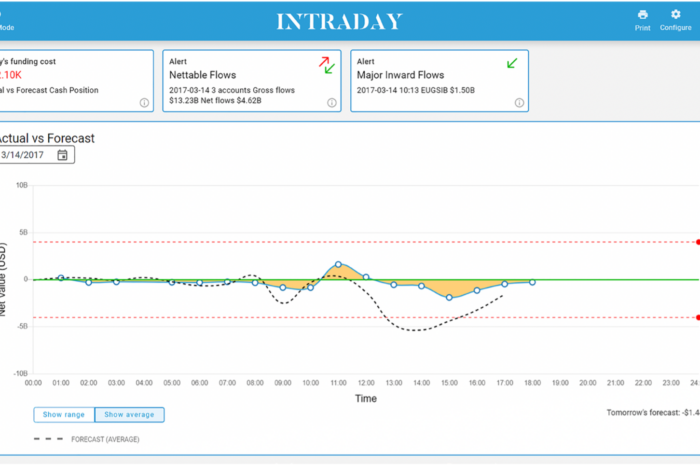 INTRADAY
Mode
Print
Configure
y's funding cost
.10K
al vs Forecast Cash Position
Alert
Nettable Flows
2017-03-14 3 accounts Gross flows
$13.23B Net flows $4.62B
Alert
Major Inward Flows
2017-03-14 10:13 EUGSIB $1.50B
Actual vs Forecast
3/14/2017
Net Value (USD)
10B
5B
0
-5B
-10B
00:00 01:00 02:00 03:00 04:00 05:00 06:00 07:00 08:00 09:00 10:00 11:00 12:00 13:00 14:00 15:00 16:00 17:00 18:00 19:00 20:00 21:00 22:00 23:00 24:
Time
Show range
Show average
Tomorrow's forecast: -$1.4
FORECAST (AVERAGE)